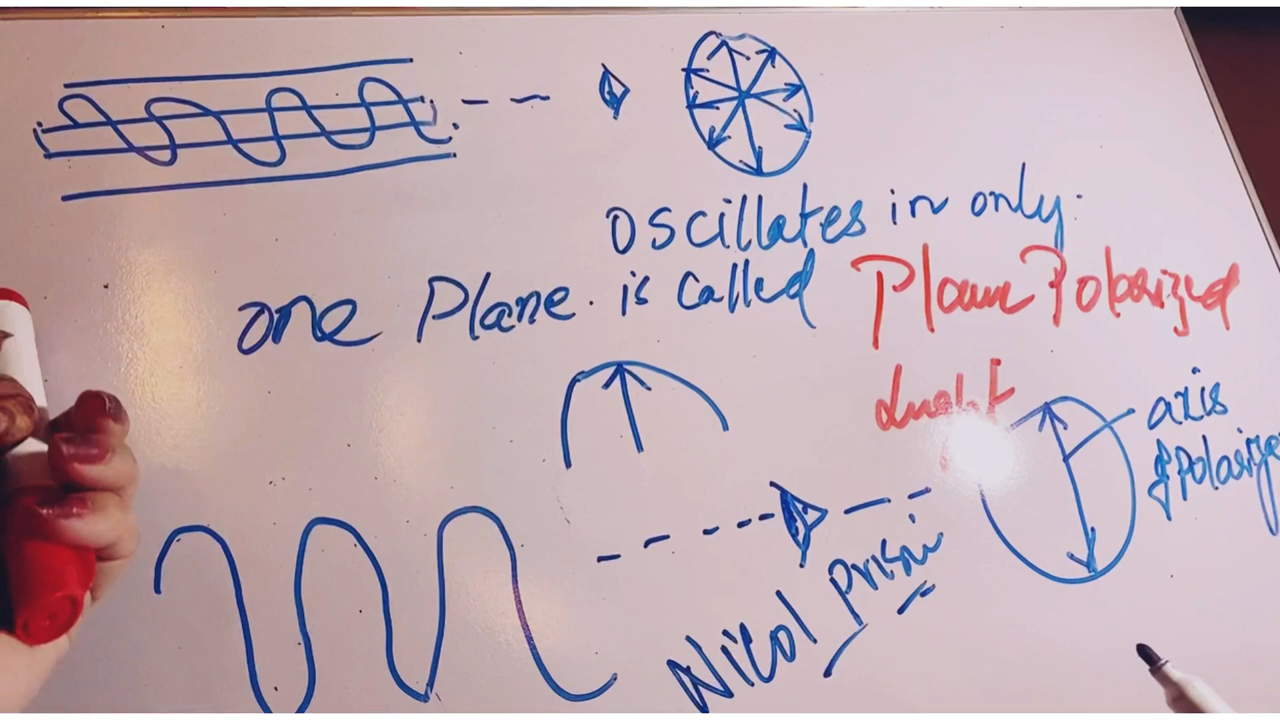 Oscillates in only.
one Plane. is called Plane Polarized
Light
axis
of Polarize
Nicol Prism